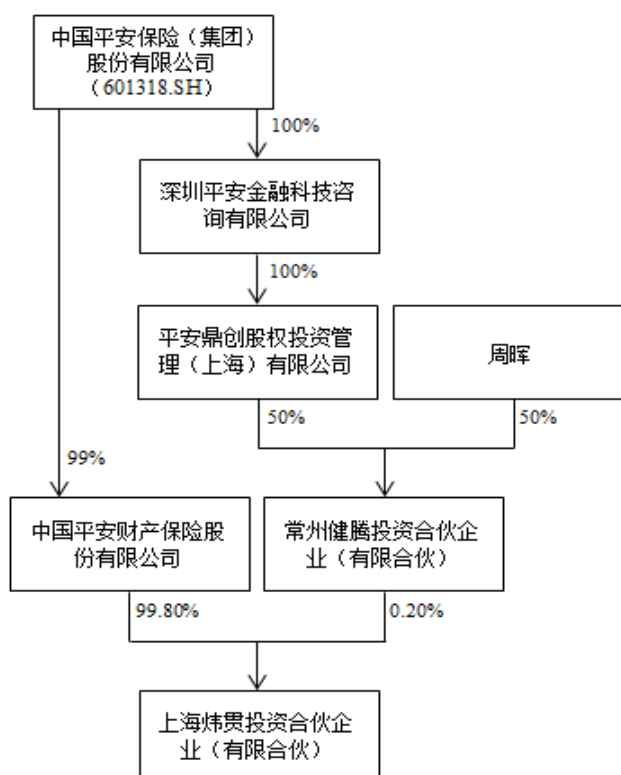 中国平安保险（集团）
股份有限公司
（601318.SH）
100%
深圳平安金融科技咨
询有限公司
100%
平安鼎创股权投资管
理（上海）有限公司
周晖
50%
50%
99%
中国平安财产保险股
份有限公司
常州健腾投资合伙企
业（有限合伙）
99.80%
0.20%
上海炜贯投资合伙企
业（有限合伙）